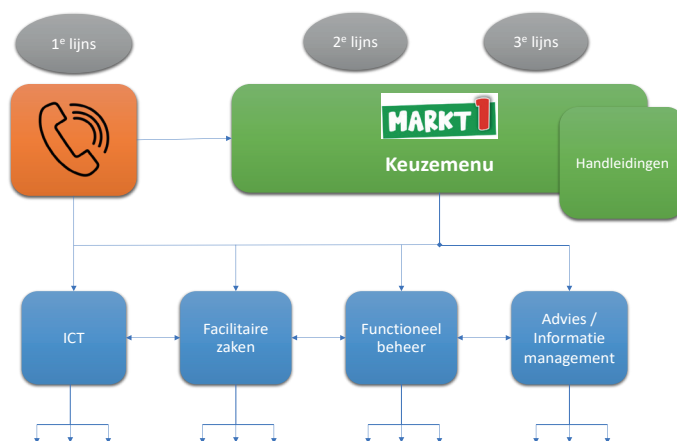 1e lijns
2e lijns
3e lijns
MARKT1
Keuzemenu
Handleidingen
ICT
Facilitaire
zaken
Functioneel
beheer
Advies /
Informatie
management